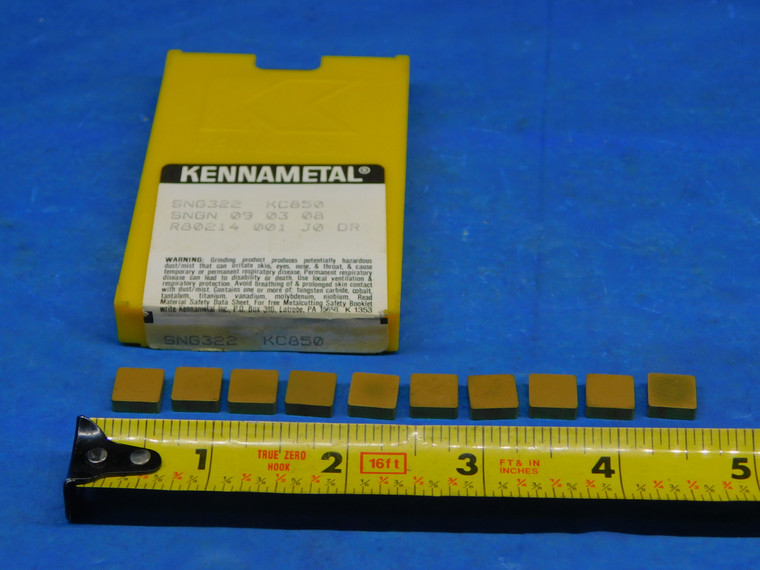 KENNAMETAL®
SNG322 KC850
SNGN 09 03 08
R80214 001 J0 DR
WARNING: Grinding product produces potentially hazardous
dust/mist that can irritate skin, eyes, nose, & throat, & cause
temporary or permanent respiratory disease. Permanent respiratory
disease can lead to disability or death. Use local ventilation &
respiratory protection. Avoid breathing of & prolonged skin contact
with dust/mist. Contains one or more of: tungsten carbide, cobalt,
tantalum, titanium, vanadium, molybdenum, niobium. Read
Material Safety Data Sheet. For free Metalcutting Safety Booklet
write Kennametal Inc., P.O. Box 310, Latrobe, PA 15650 K 1353
SNG322 KC850
1 TRUE ZERO HOOK 2 16ft 3 FT & IN INCHES 4 5